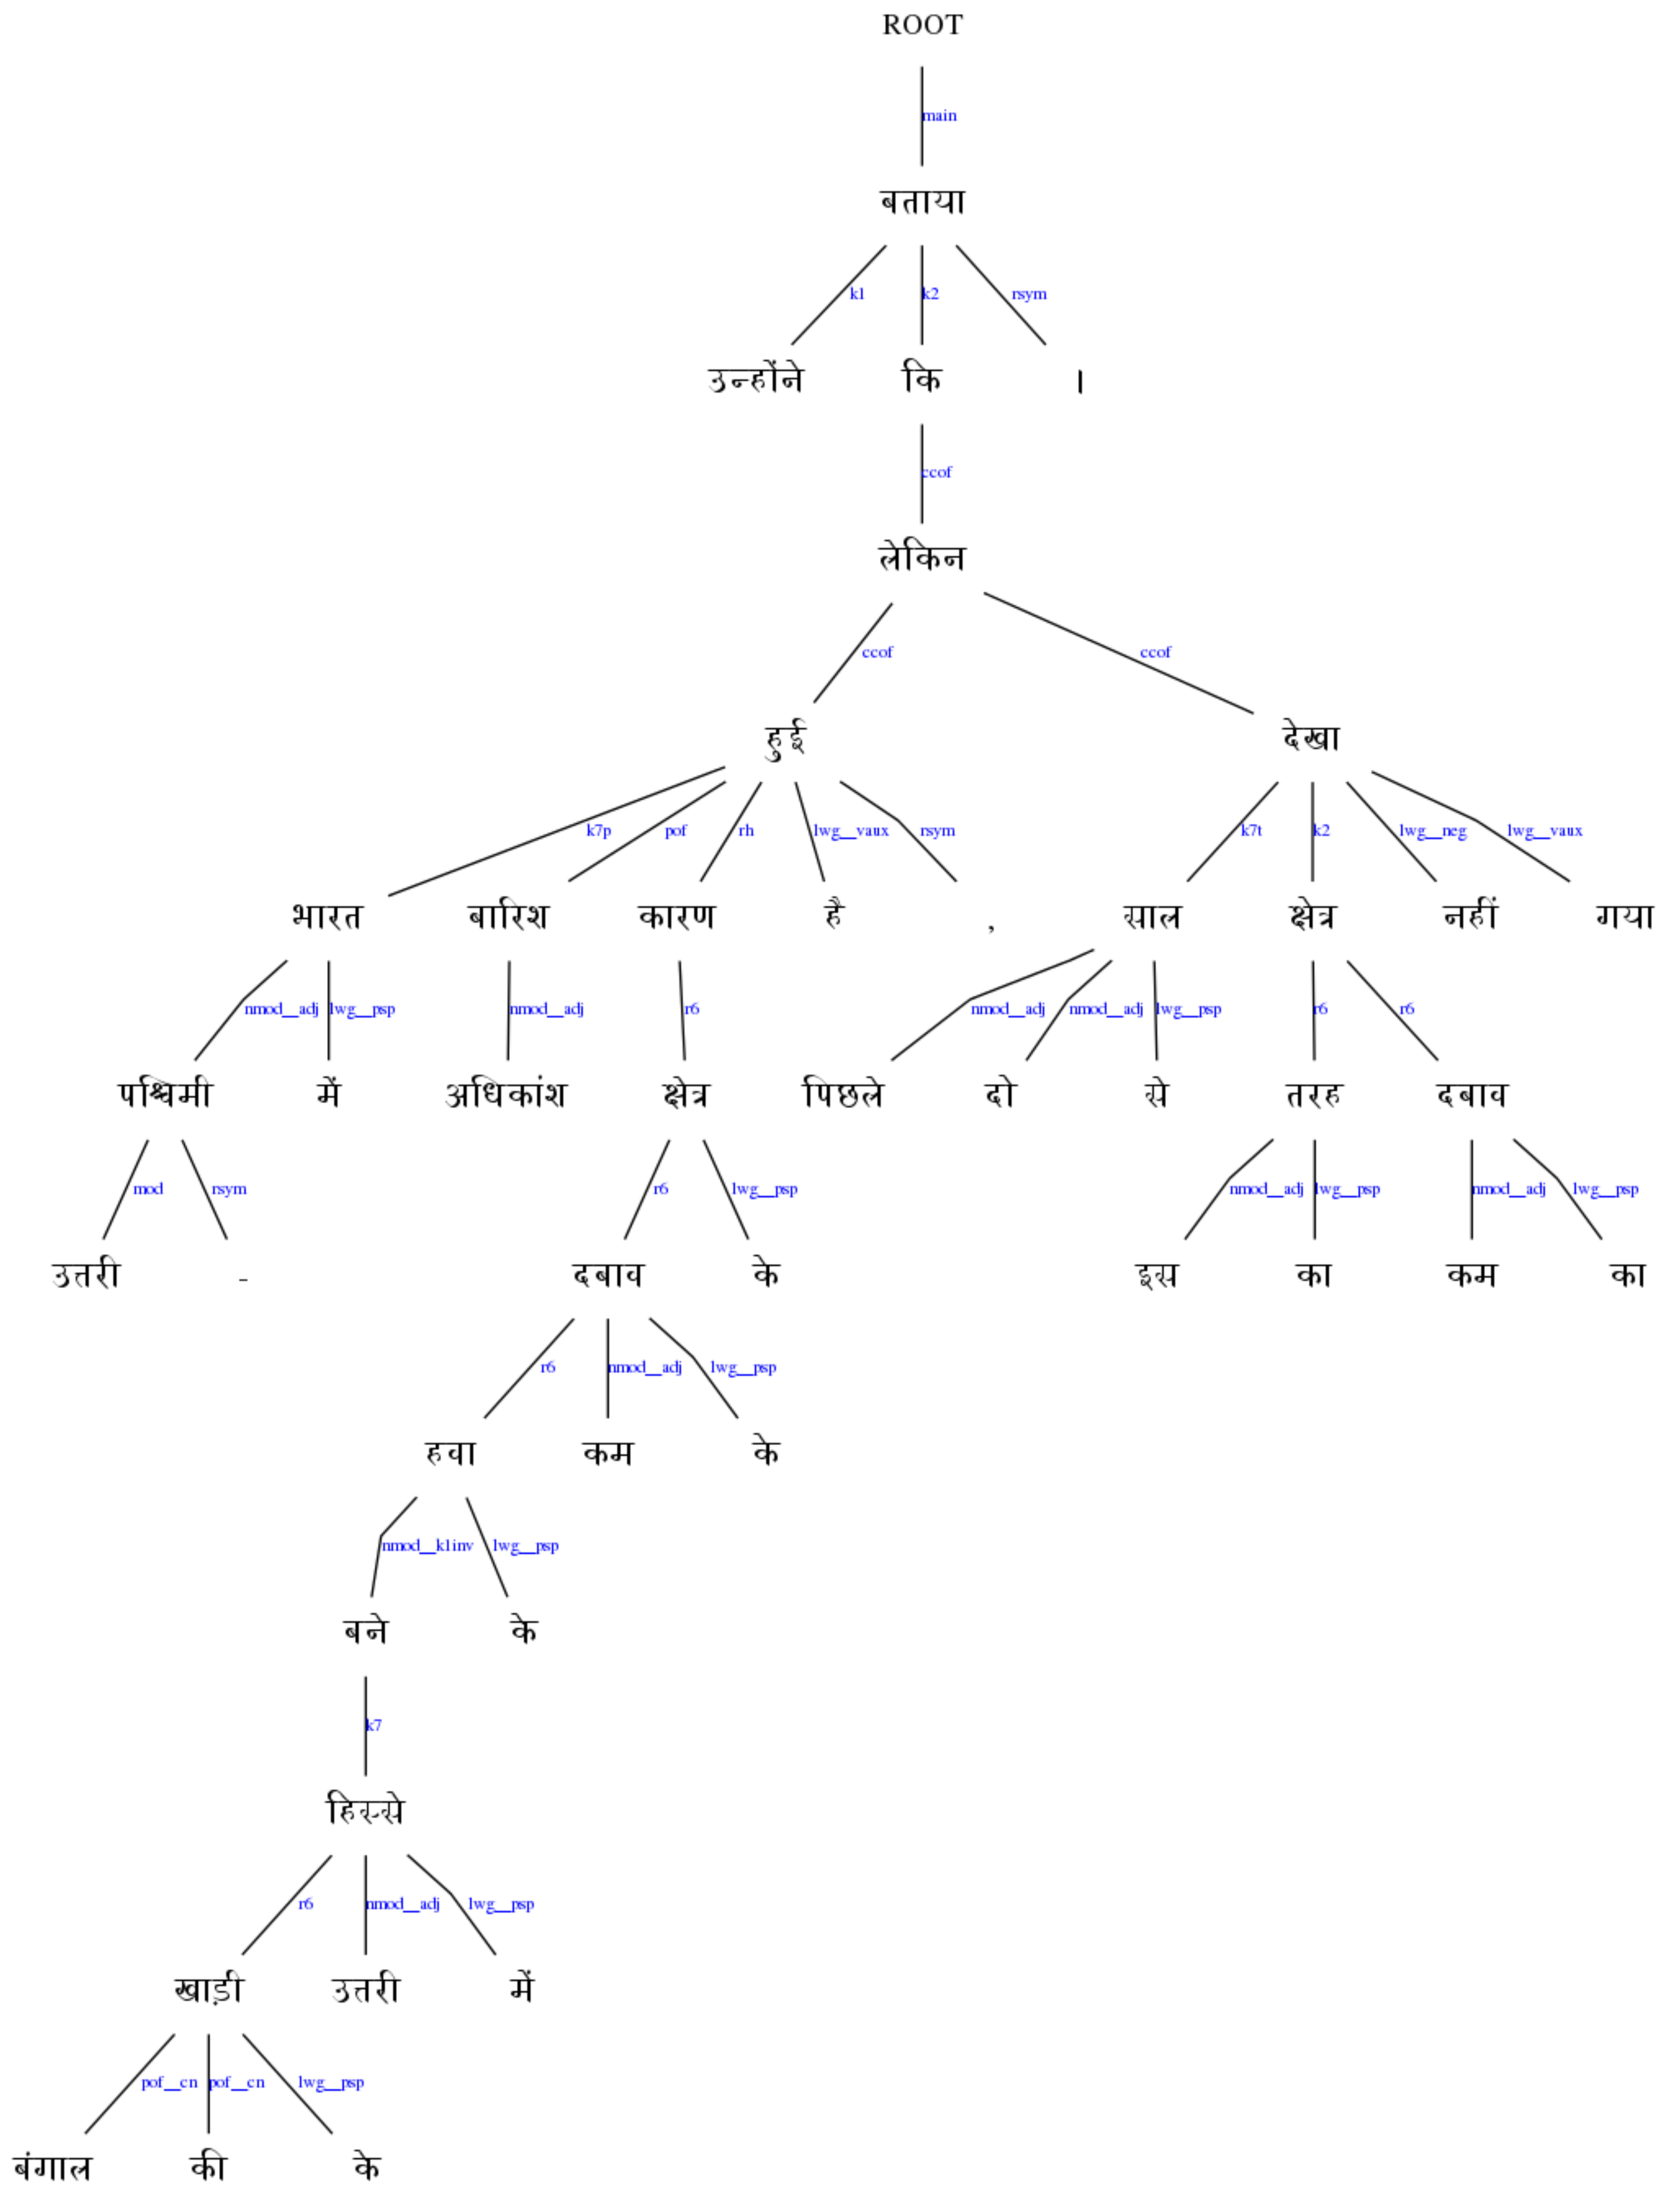 ROOT
main
बताया
k1 k2 rsym
उन्होंने कि ।
ccof
लेकिन
ccof ccof
हुई देखा
k7p pof rh lwg__vaux rsym k7t k2 lwg__neg lwg__vaux
भारत बारिश कारण है , साल क्षेत्र नहीं गया
nmod__adj lwg__psp nmod__adj r6 nmod__adj nmod__adj lwg__psp r6 r6
पश्चिमी में अधिकांश क्षेत्र पिछले दो से तरह दबाव
mod rsym r6 lwg__psp nmod__adj lwg__psp nmod__adj lwg__psp
उत्तरी - दबाव के इस का कम का
r6 nmod__adj lwg__psp
हवा कम के
nmod__k1inv lwg__psp
बने के
k7
हिस्से
r6 nmod__adj lwg__psp
खाड़ी उत्तरी में
pof__cn pof__cn lwg__psp
बंगाल की के